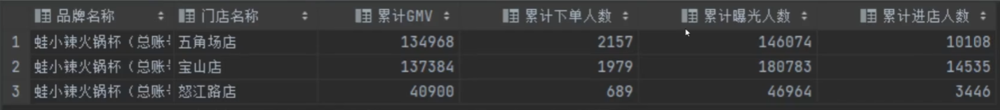 品牌名称 门店名称 累计GMV 累计下单人数 累计曝光人数 累计进店人数
1 蛙小辣火锅杯（总账号 五角场店 134968 2157 146074 10108
2 蛙小辣火锅杯（总账号 宝山店 137384 1979 180783 14535
3 蛙小辣火锅杯（总账号 怒江路店 40900 689 46964 3446